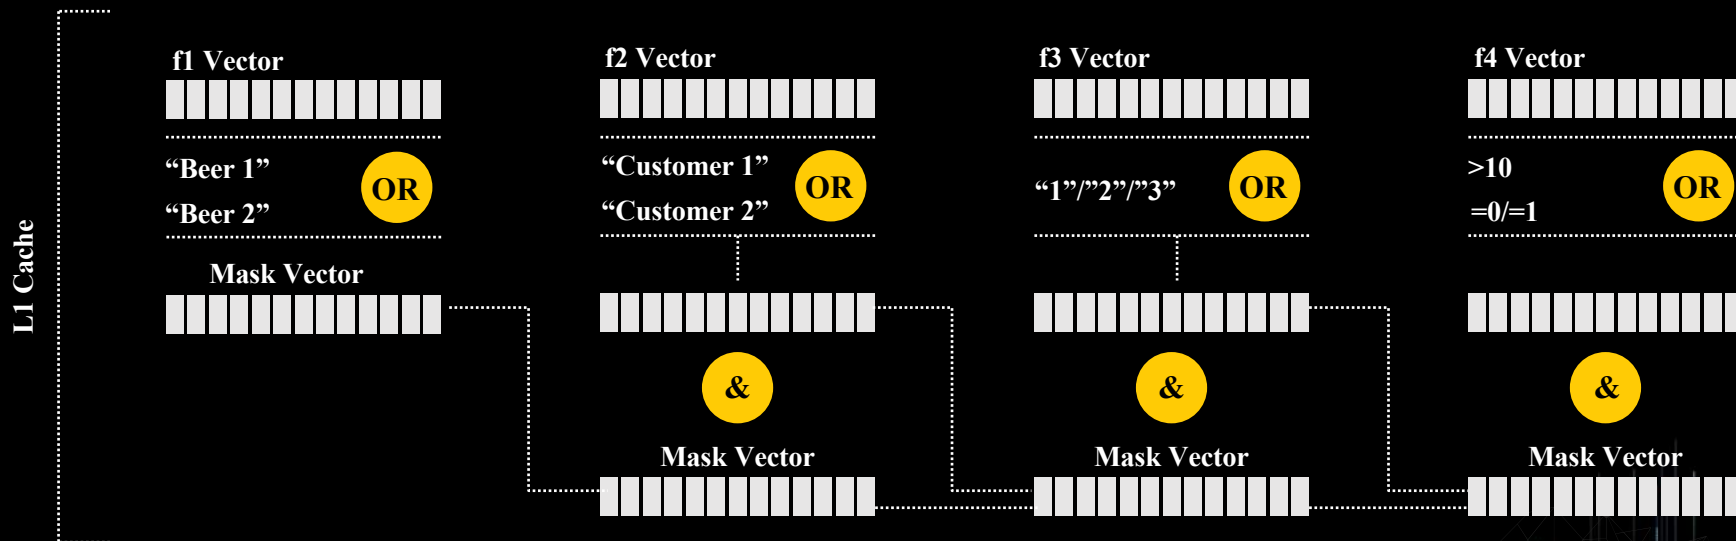 L1 Cache
f1 Vector
“Beer 1”
“Beer 2”
OR
Mask Vector
f2 Vector
“Customer 1”
“Customer 2”
OR
&
Mask Vector
f3 Vector
“1”/”2”/”3”
OR
&
Mask Vector
f4 Vector
>10
=0/=1
OR
&
Mask Vector